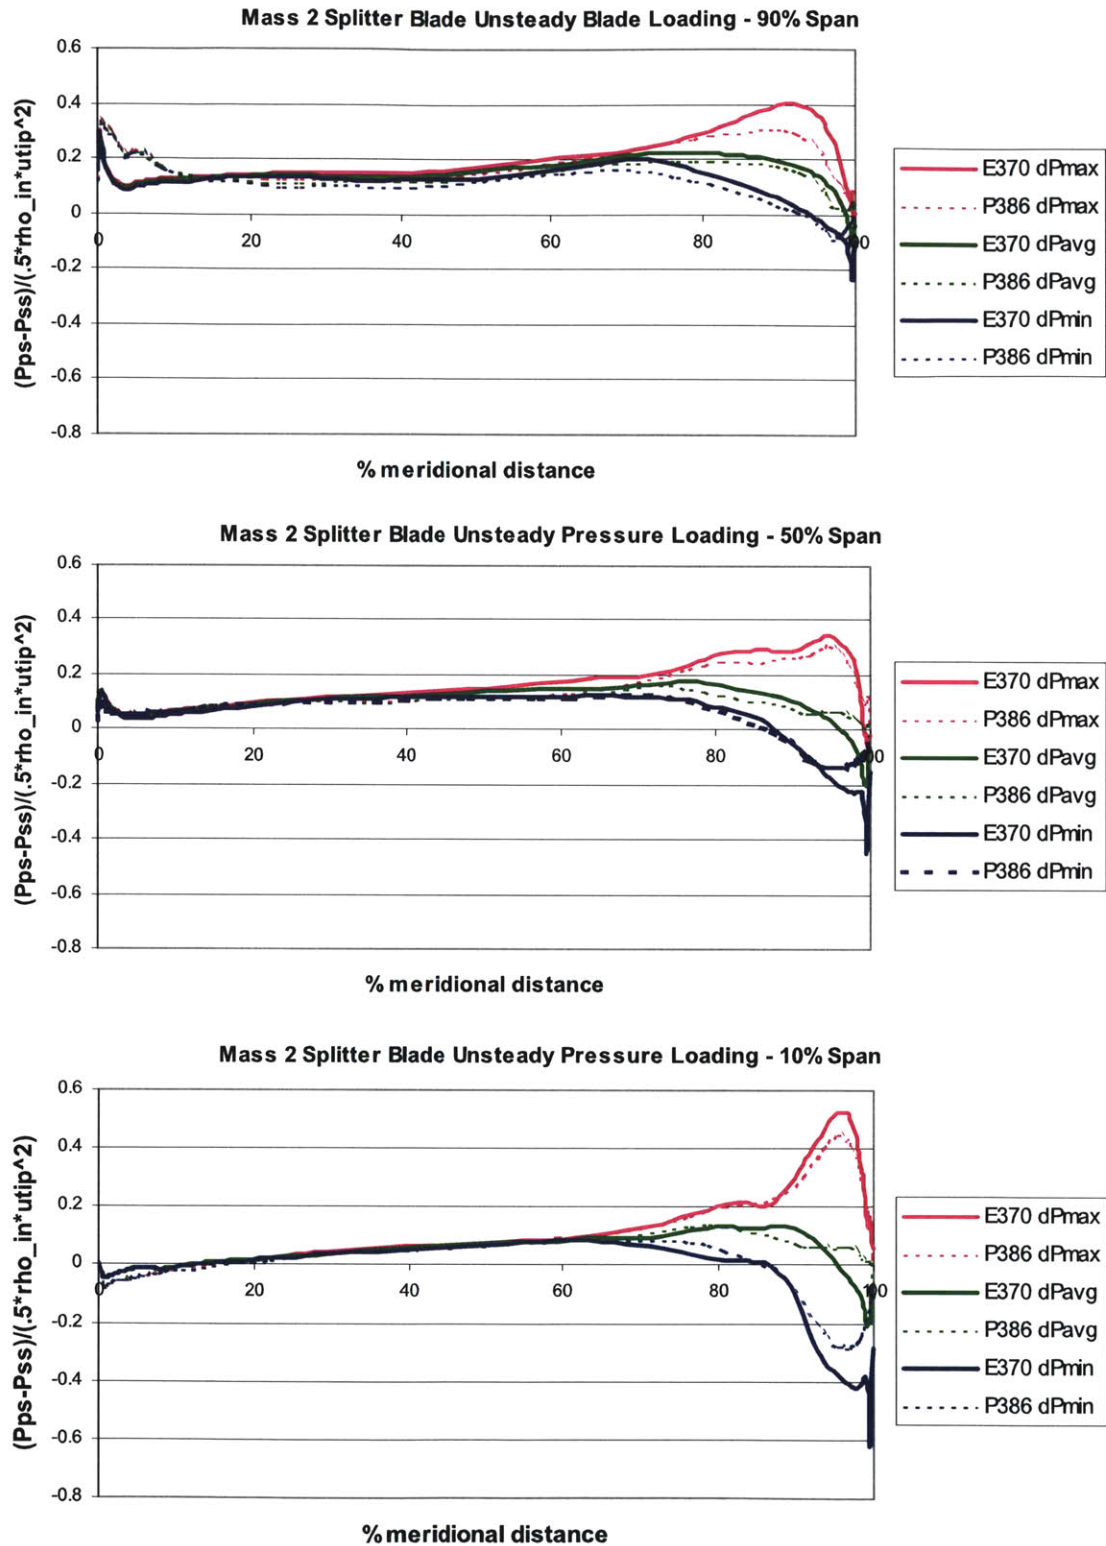 Mass 2 Splitter Blade Unsteady Blade Loading - 90% Span
(Pps-Pss)/(.5*rho_in*utip^2)
0.6
0.4
0.2
0
-0.2
-0.4
-0.6
-0.8
0 20 40 60 80 00
% meridional distance
E370 dPmax
P386 dPmax
E370 dPavg
P386 dPavg
E370 dPmin
P386 dPmin
Mass 2 Splitter Blade Unsteady Pressure Loading - 50% Span
(Pps-Pss)/(.5*rho_in*utip^2)
0.6
0.4
0.2
0
-0.2
-0.4
-0.6
-0.8
0 20 40 60 80 00
% meridional distance
E370 dPmax
P386 dPmax
E370 dPavg
P386 dPavg
E370 dPmin
P386 dPmin
Mass 2 Splitter Blade Unsteady Pressure Loading - 10% Span
(Pps-Pss)/(.5*rho_in*utip^2)
0.6
0.4
0.2
0
-0.2
-0.4
-0.6
-0.8
0 20 40 60 80 100
% meridional distance
E370 dPmax
P386 dPmax
E370 dPavg
P386 dPavg
E370 dPmin
P386 dPmin